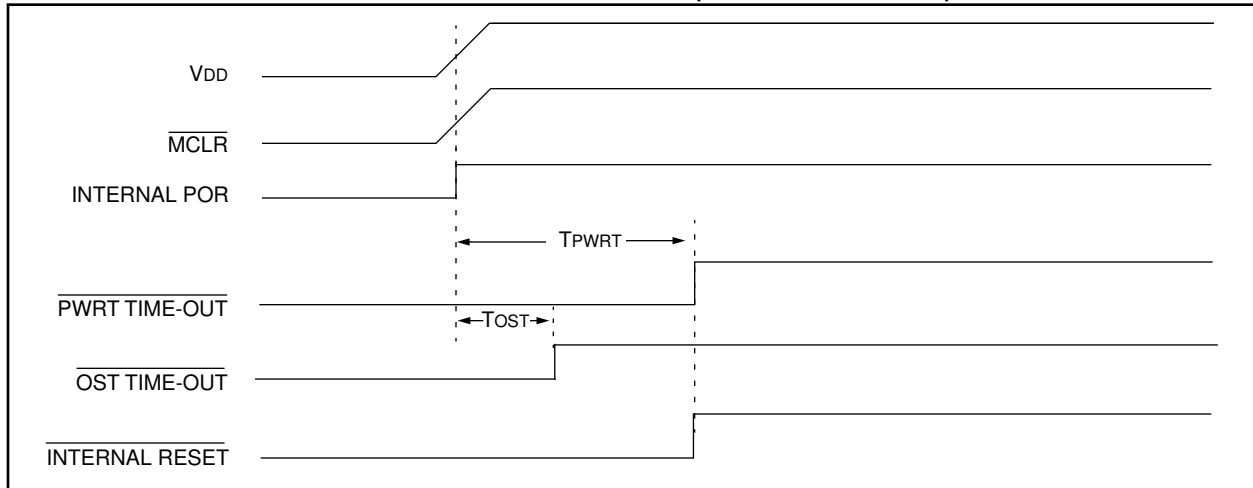 VDD
MCLR
INTERNAL POR
TPWRT
PWRT TIME-OUT
TOST
OST TIME-OUT
INTERNAL RESET